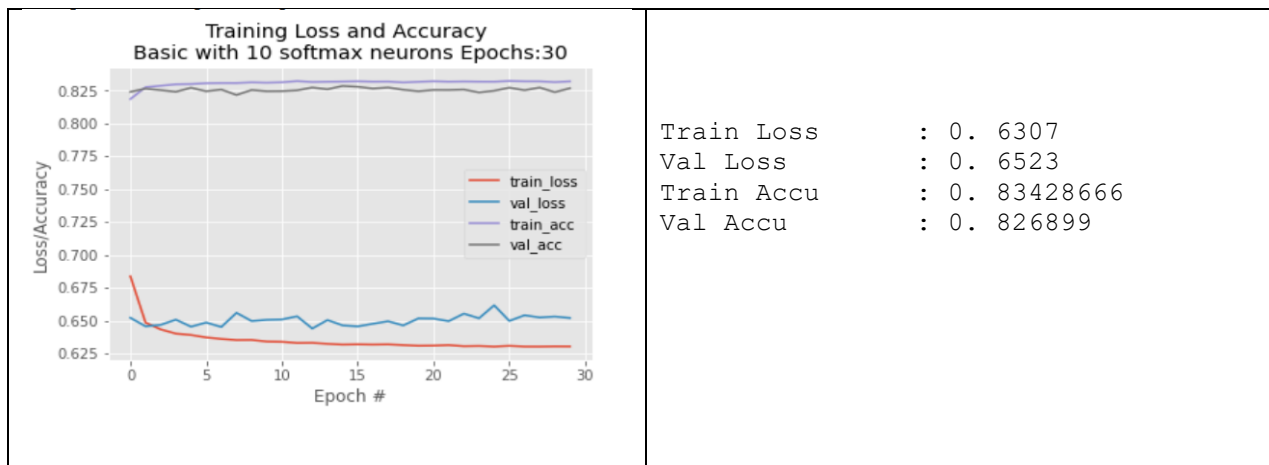 Training Loss and Accuracy
Basic with 10 softmax neurons Epochs:30
0.825
0.800
0.775
0.750
0.725
0.700
0.675
0.650
0.625
Loss/Accuracy
train_loss
val_loss
train_acc
val_acc
0 5 10 15 20 25 30
Epoch #
Train Loss : 0. 6307
Val Loss : 0. 6523
Train Accu : 0. 83428666
Val Accu : 0. 826899